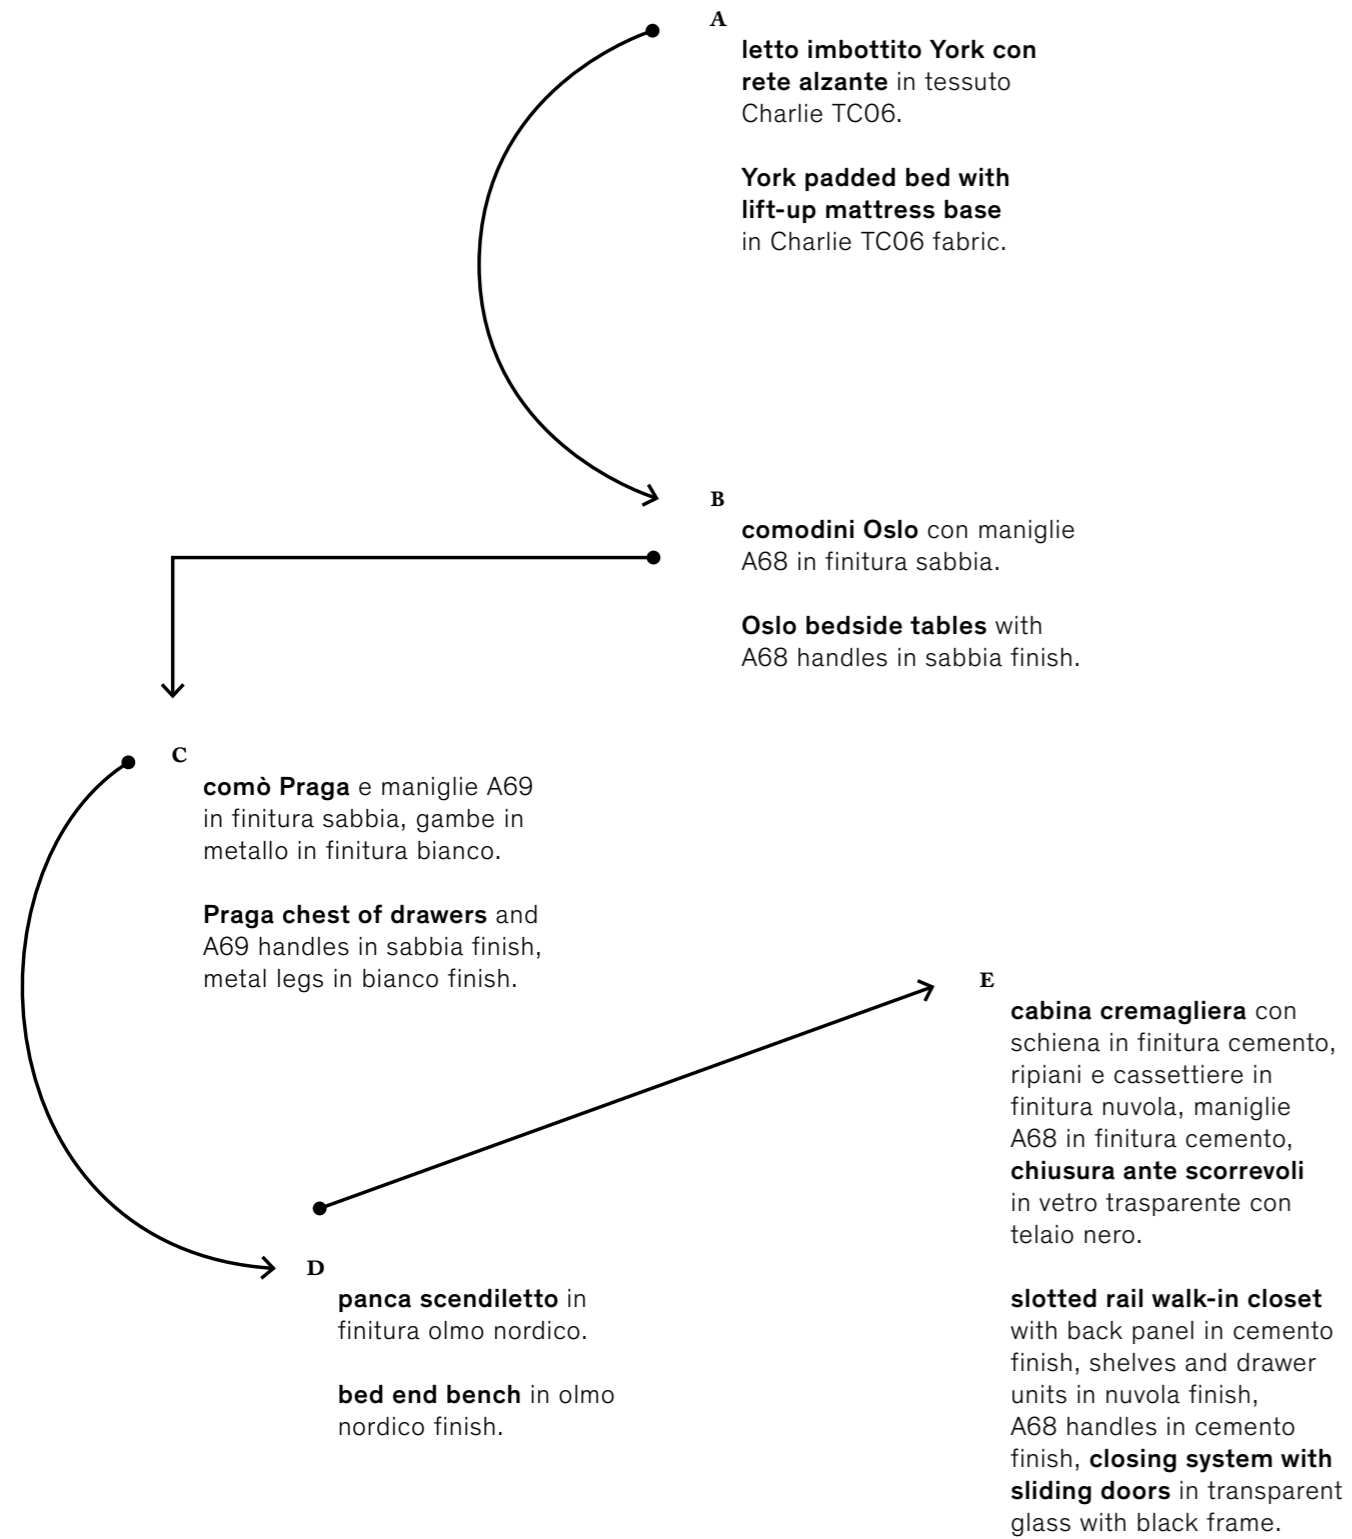 A
letto imbottito York con
rete alzante in tessuto
Charlie TC06.
York padded bed with
lift-up mattress base
in Charlie TC06 fabric.
B
comodini Oslo con maniglie
A68 in finitura sabbia.
Oslo bedside tables with
A68 handles in sabbia finish.
C
comò Praga e maniglie A69
in finitura sabbia, gambe in
metallo in finitura bianco.
Praga chest of drawers and
A69 handles in sabbia finish,
metal legs in bianco finish.
D
panca scendiletto in
finitura olmo nordico.
bed end bench in olmo
nordico finish.
E
cabina cremagliera con
schiena in finitura cemento,
ripiani e cassettiere in
finitura nuvola, maniglie
A68 in finitura cemento,
chiusura ante scorrevoli
in vetro trasparente con
telaio nero.
slotted rail walk-in closet
with back panel in cemento
finish, shelves and drawer
units in nuvola finish,
A68 handles in cemento
finish, closing system with
sliding doors in transparent
glass with black frame.